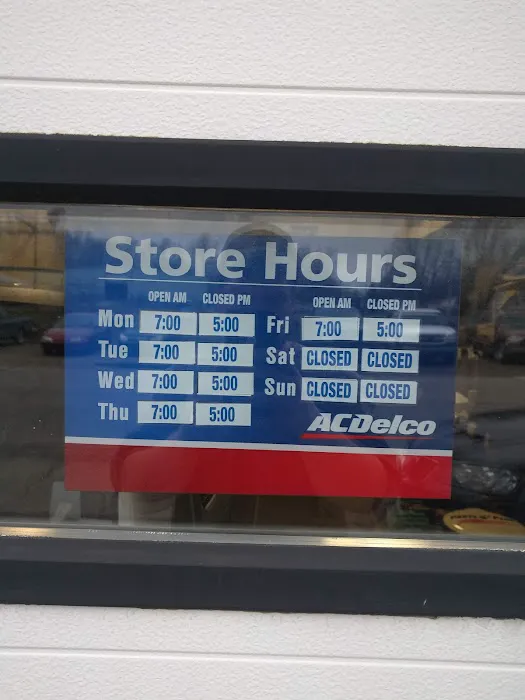 Store Hours
OPEN AM CLOSED PM OPEN AM CLOSED PM
Mon 7:00 5:00 Fri 7:00 5:00
Tue 7:00 5:00 Sat CLOSED CLOSED
Wed 7:00 5:00 Sun CLOSED CLOSED
Thu 7:00 5:00
ACDelco